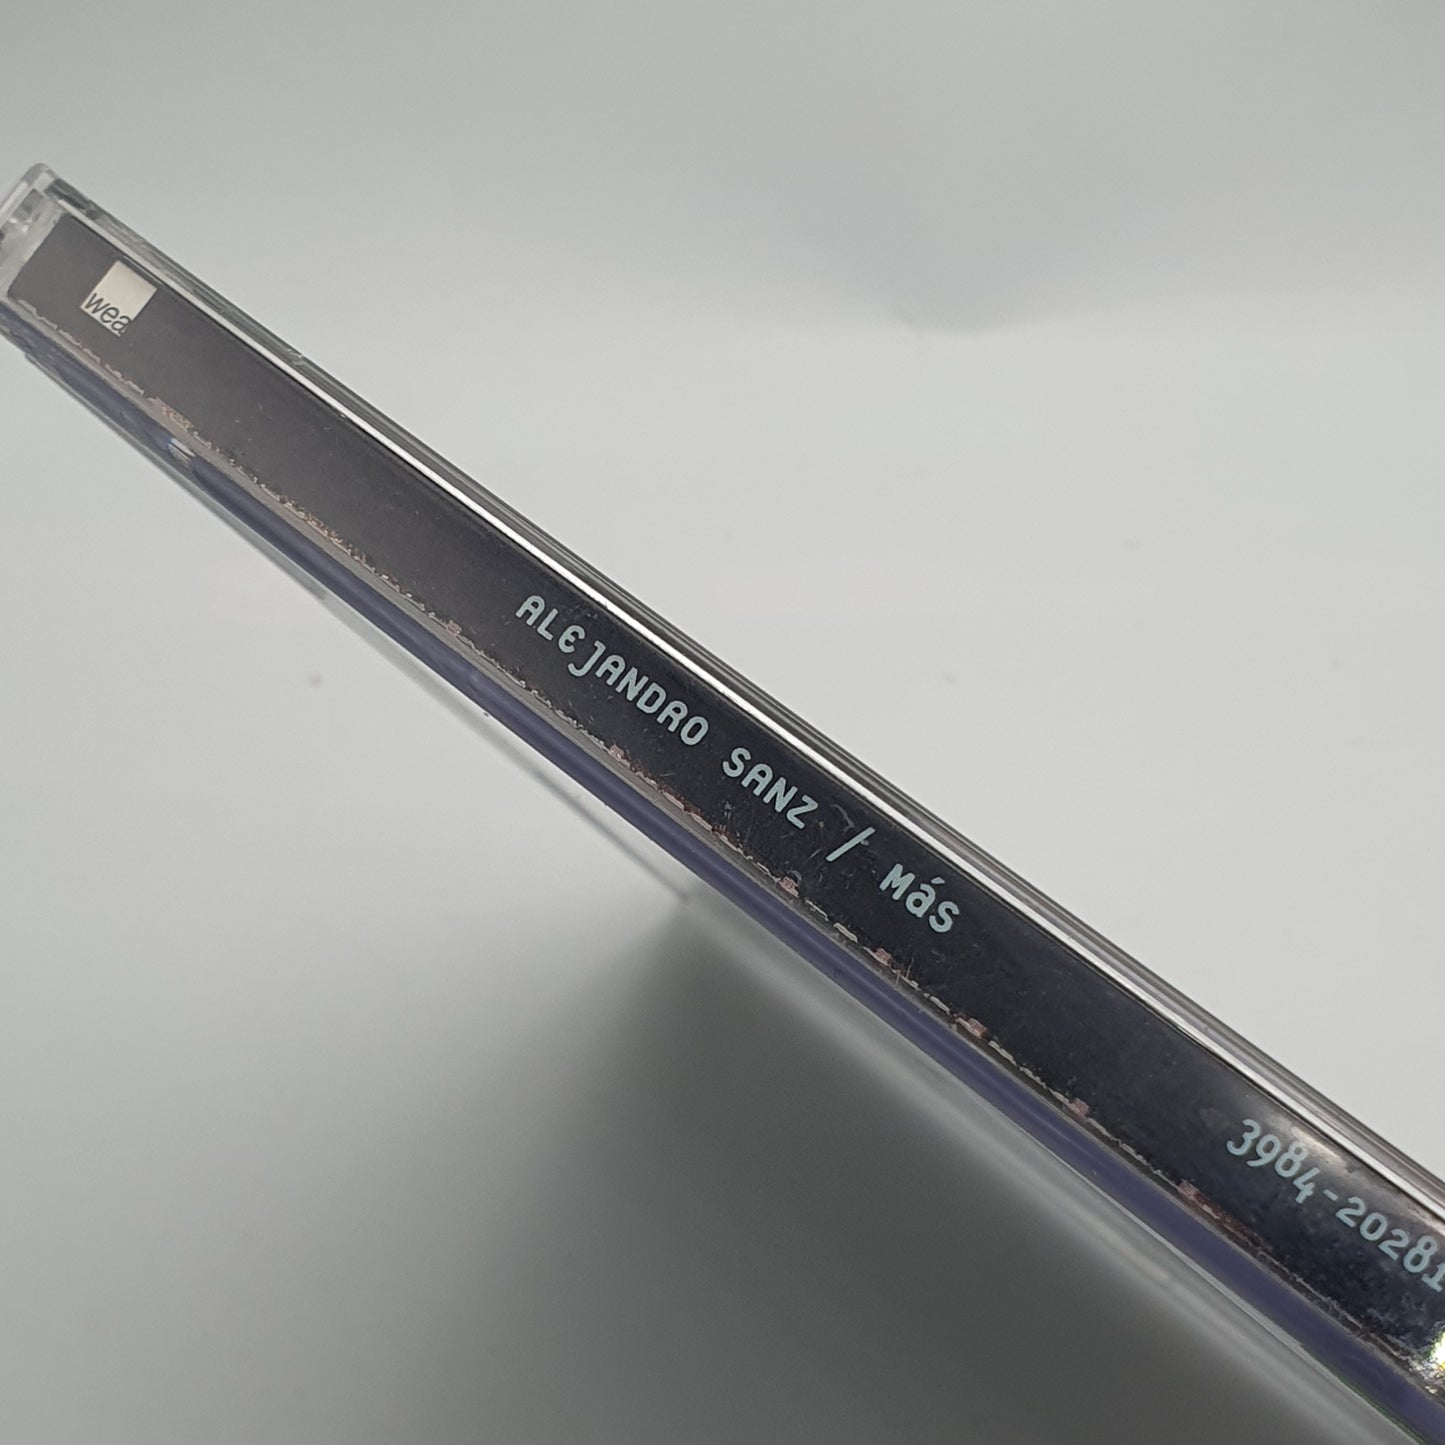 wea
ALEJANDRO SANZ / Más
3984-20281